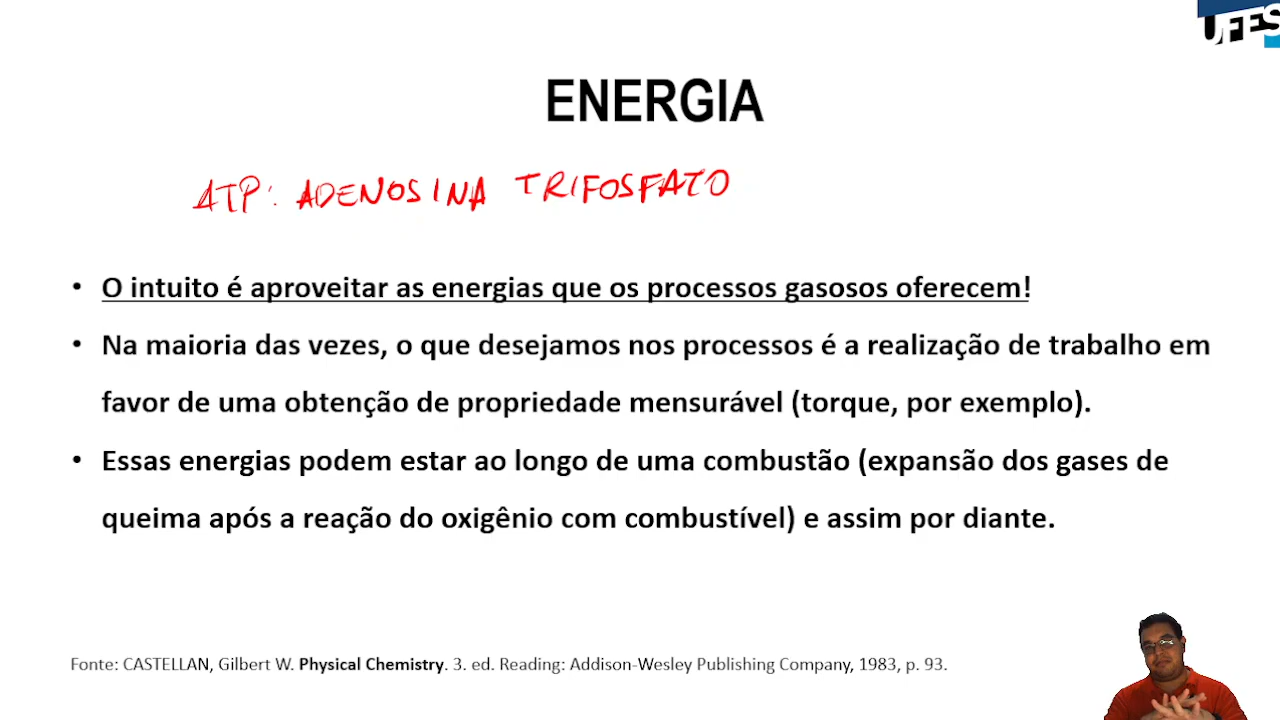 UFES
ENERGIA
ATP: ADENOSINA TRIFOSFATO
• O intuito é aproveitar as energias que os processos gasosos oferecem!
• Na maioria das vezes, o que desejamos nos processos é a realização de trabalho em
favor de uma obtenção de propriedade mensurável (torque, por exemplo).
• Essas energias podem estar ao longo de uma combustão (expansão dos gases de
queima após a reação do oxigênio com combustível) e assim por diante.
Fonte: CASTELLAN, Gilbert W. Physical Chemistry. 3. ed. Reading: Addison-Wesley Publishing Company, 1983, p. 93.